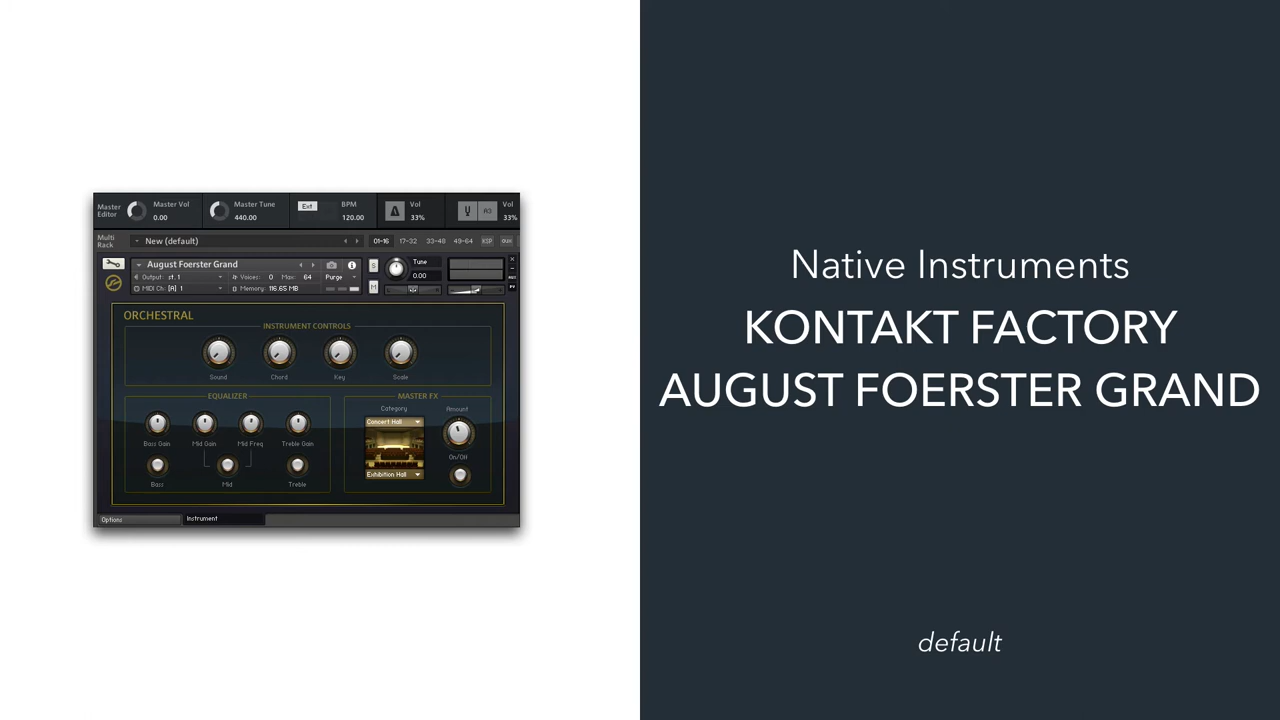 Master Editor
Master Vol
0.00
Master Tune
440.00
Ext
BPM
120.00
Vol
33%
A3
Vol
33%
Multi Rack
New (default)
01-16
17-32
33-48
49-64
KSP
aux
August Foerster Grand
Output: st.1
Voices: 0
Max: 64
Purge
MIDI Ch: [A] 1
Memory: 116.65 MB
S
M
Tune
0.00
ORCHESTRAL
INSTRUMENT CONTROLS
Sound
Chord
Key
Scale
EQUALIZER
Bass Gain
Mid Gain
Mid Freq
Treble Gain
Bass
Mid
Treble
MASTER FX
Category
Concert Hall
Exhibition Hall
Amount
On/Off
Options
Instrument
Native Instruments
KONTAKT FACTORY
AUGUST FOERSTER GRAND
default